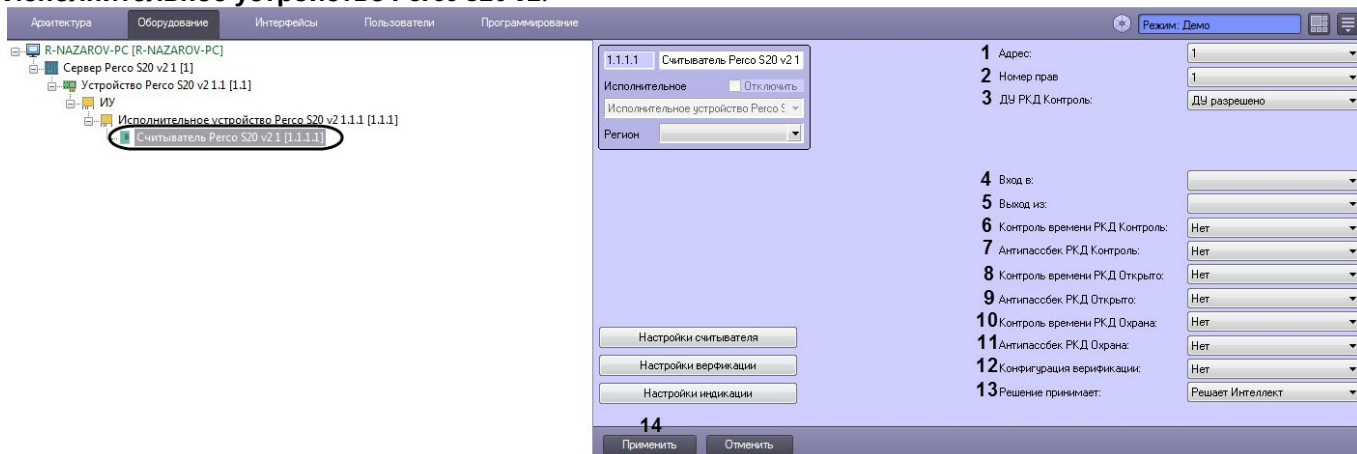 Исполнительное устройство Perco S20 v2.
Архитектура Оборудование Интерфейсы Пользователи Программирование Режим: Демо
R-NAZAROV-PC [R-NAZAROV-PC]
Сервер Perco S20 v2 1 [1]
Устройство Perco S20 v2 1.1 [1.1]
ИУ
Исполнительное устройство Perco S20 v2 1.1.1 [1.1.1]
Считыватель Perco S20 v2 1 [1.1.1.1]
1.1.1.1 Считыватель Perco S20 v2 1
Исполнительное Отключить
Исполнительное устройство Perco S
Регион
Настройки считывателя
Настройки верфикации
Настройки индикации
1 Адрес: 1
2 Номер прав 1
3 ДУ РКД Контроль: ДУ разрешено
4 Вход в:
5 Выход из:
6 Контроль времени РКД Контроль: Нет
7 Антипассбек РКД Контроль: Нет
8 Контроль времени РКД Открыто: Нет
9 Антипассбек РКД Открыто: Нет
10 Контроль времени РКД Охрана: Нет
11 Антипассбек РКД Охрана: Нет
12 Конфигурация верификации: Нет
13 Решение принимает: Решает Интеллект
14
Применить Отменить